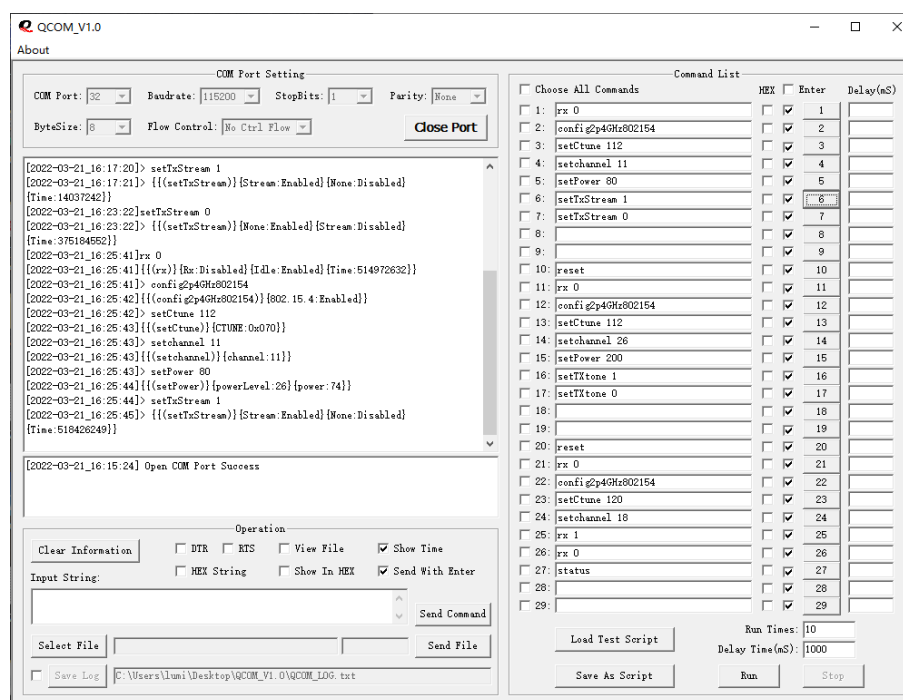 QCOM_V1.0
About
COM Port Setting
COM Port: 32 Baudrate: 115200 StopBits: 1 Parity: None
ByteSize: 8 Flow Control: No Ctrl Flow Close Port
[2022-03-21_16:17:20]> setTxStream 1
[2022-03-21_16:17:21]> {{(setTxStream)}{Stream:Enabled}{None:Disabled}
{Time:14037242}}
[2022-03-21_16:23:22]setTxStream 0
[2022-03-21_16:23:22]> {{(setTxStream)}{None:Enabled}{Stream:Disabled}
{Time:375184552}}
[2022-03-21_16:25:41]rx 0
[2022-03-21_16:25:41]{{(rx)}{Rx:Disabled}{Idle:Enabled}{Time:514972632}}
[2022-03-21_16:25:41]> config2p4GHz802154
[2022-03-21_16:25:42]{{(config2p4GHz802154)}{802.15.4:Enabled}}
[2022-03-21_16:25:42]> setCtune 112
[2022-03-21_16:25:43]{{(setCtune)}{CTUNE:0x070}}
[2022-03-21_16:25:43]> setchannel 11
[2022-03-21_16:25:43]{{(setchannel)}{channel:11}}
[2022-03-21_16:25:43]> setPower 80
[2022-03-21_16:25:44]{{(setPower)}{powerLevel:26}{power:74}}
[2022-03-21_16:25:44]> setTxStream 1
[2022-03-21_16:25:45]> {{(setTxStream)}{Stream:Enabled}{None:Disabled}
{Time:518426249}}
[2022-03-21_16:15:24] Open COM Port Success
Operation
Clear Information DTR RTS View File Show Time
HEX String Show In HEX Send With Enter
Input String:
Send Command
Select File Send File
Save Log C:\Users\lumi\Desktop\QCOM_V1.0\QCOM_LOG.txt
Command List
Choose All Commands HEX Enter Delay(mS)
1: rx 0 1
2: config2p4GHz802154 2
3: setCtune 112 3
4: setchannel 11 4
5: setPower 80 5
6: setTxStream 1 6
7: setTxStream 0 7
8: 8
9: 9
10: reset 10
11: rx 0 11
12: config2p4GHz802154 12
13: setCtune 112 13
14: setchannel 26 14
15: setPower 200 15
16: setTXtone 1 16
17: setTXtone 0 17
18: 18
19: 19
20: reset 20
21: rx 0 21
22: config2p4GHz802154 22
23: setCtune 120 23
24: setchannel 18 24
25: rx 1 25
26: rx 0 26
27: status 27
28: 28
29: 29
Load Test Script Run Times: 10
Delay Time(mS): 1000
Save As Script Run Stop